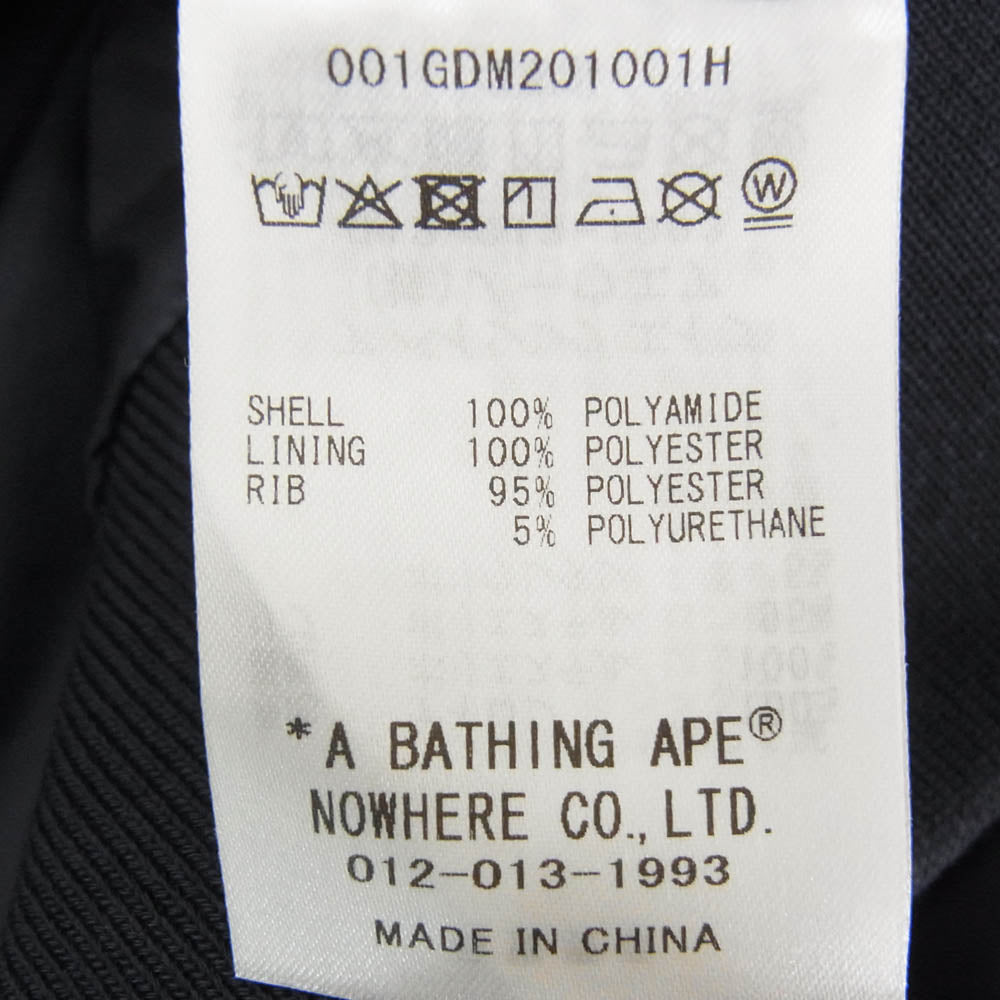 001GDM201001H
W
SHELL 100% POLYAMIDE
LINING 100% POLYESTER
RIB 95% POLYESTER
5% POLYURETHANE
*A BATHING APE®
NOWHERE CO., LTD.
012-013-1993
MADE IN CHINA